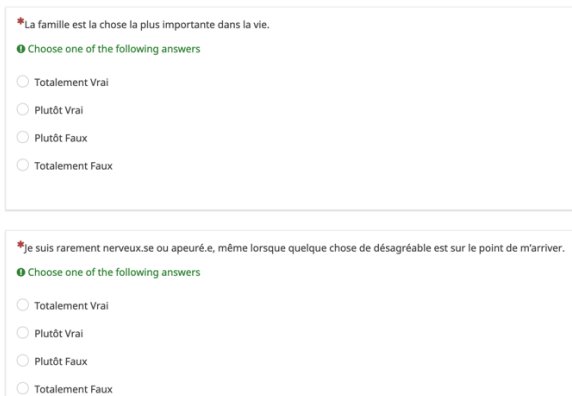 *La famille est la chose la plus importante dans la vie.
Choose one of the following answers
Totalement Vrai
Plutôt Vrai
Plutôt Faux
Totalement Faux
*Je suis rarement nerveux.se ou apeuré.e, même lorsque quelque chose de désagréable est sur le point de m'arriver.
Choose one of the following answers
Totalement Vrai
Plutôt Vrai
Plutôt Faux
Totalement Faux